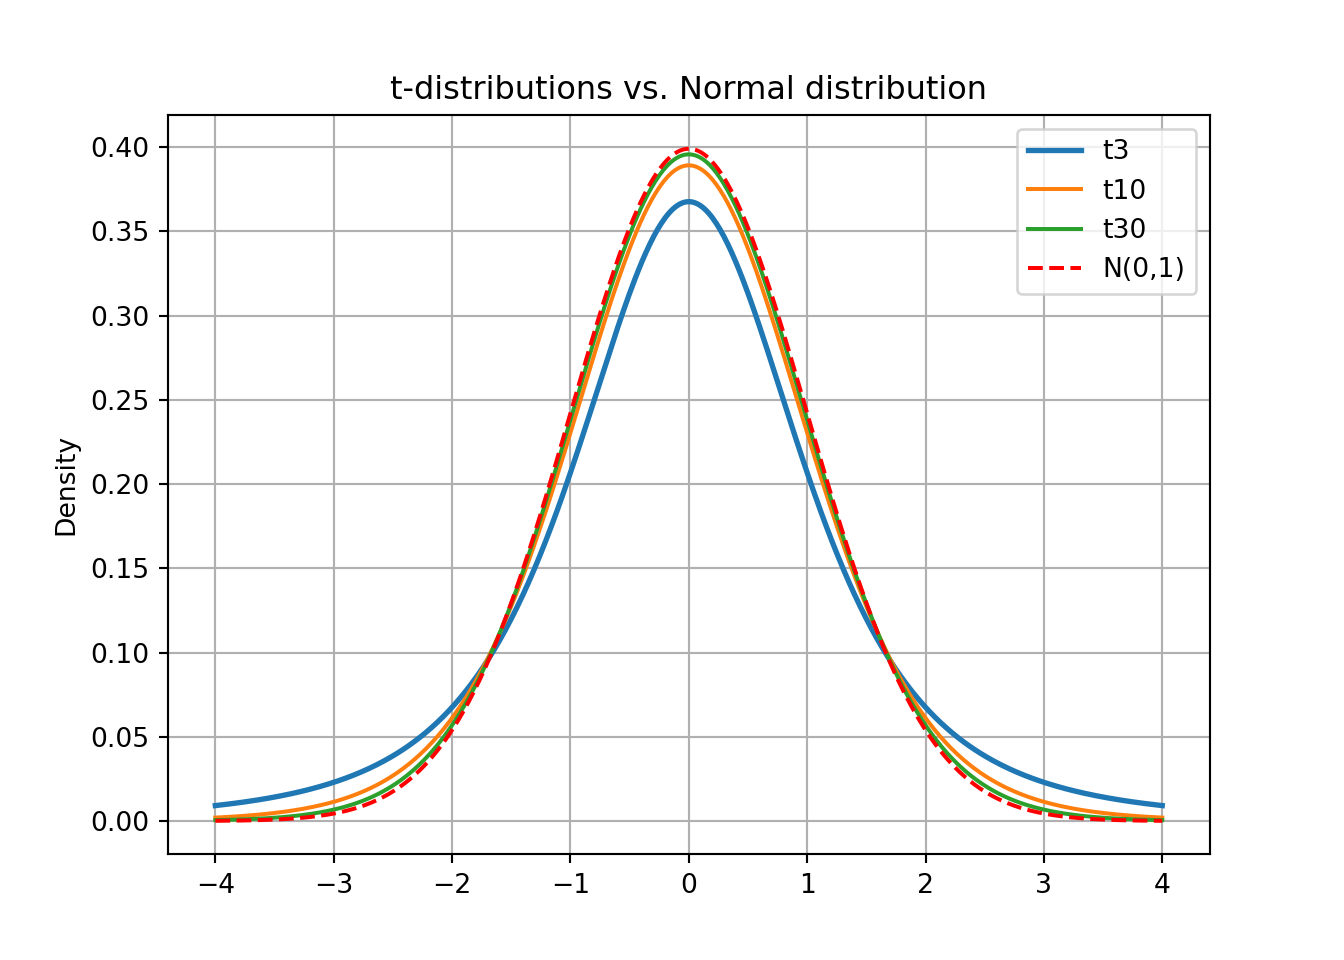 t-distributions vs. Normal distribution
t3
t10
t30
N(0,1)
0.40
0.35
0.30
0.25
0.20
0.15
0.10
0.05
0.00
Density
−4 −3 −2 −1 0 1 2 3 4